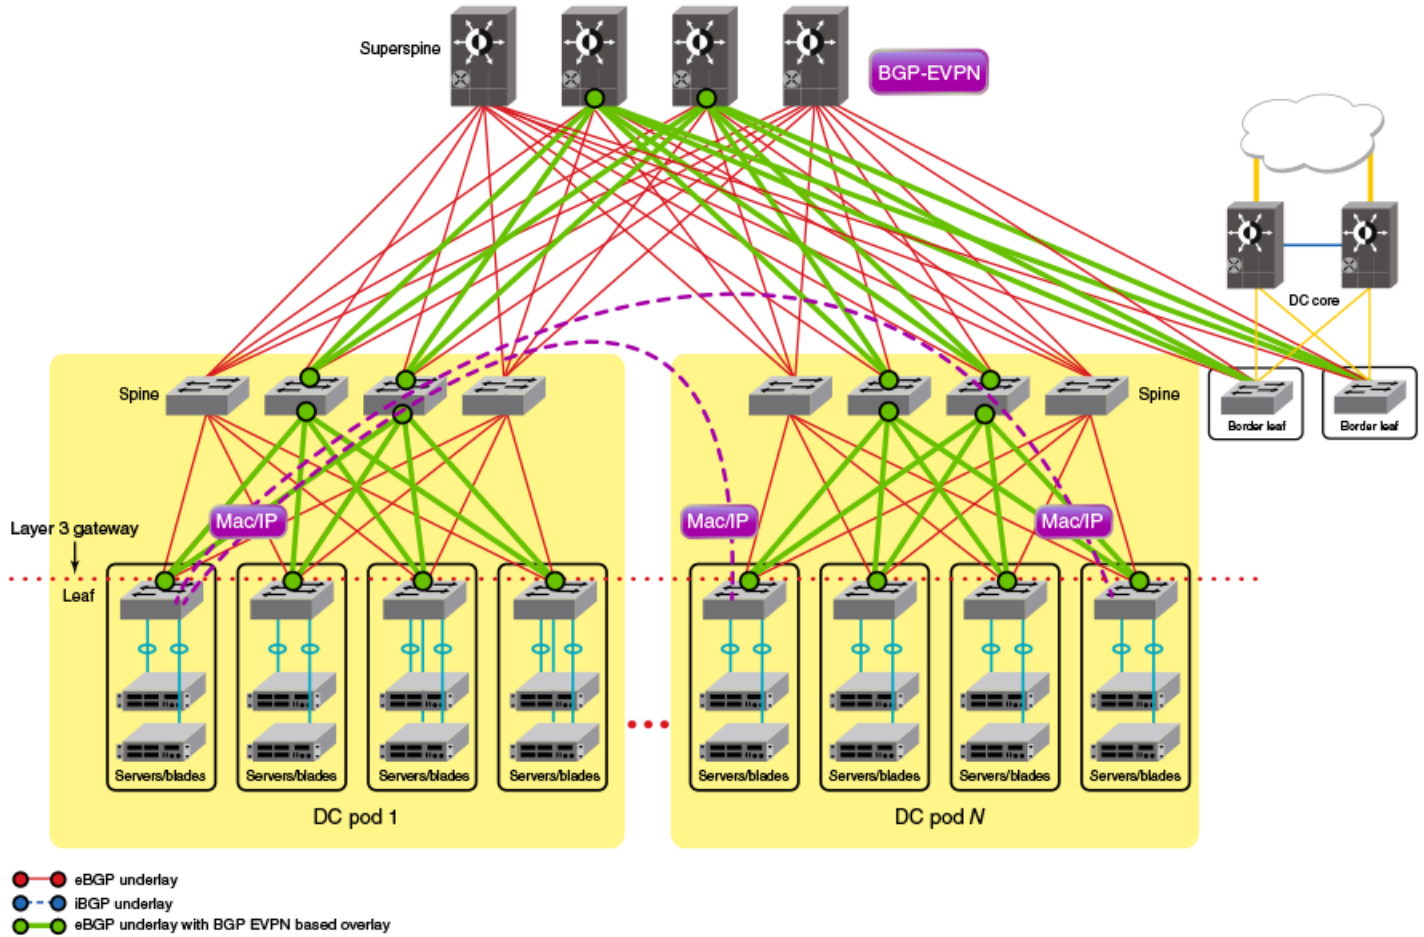 Superspine
BGP-EVPN
DC core
Spine
Spine
Border leaf
Border leaf
Mac/IP
Mac/IP
Mac/IP
Layer 3 gateway
Leaf
Servers/blades
Servers/blades
Servers/blades
Servers/blades
Servers/blades
Servers/blades
Servers/blades
Servers/blades
DC pod 1
DC pod N
eBGP underlay
iBGP underlay
eBGP underlay with BGP EVPN based overlay